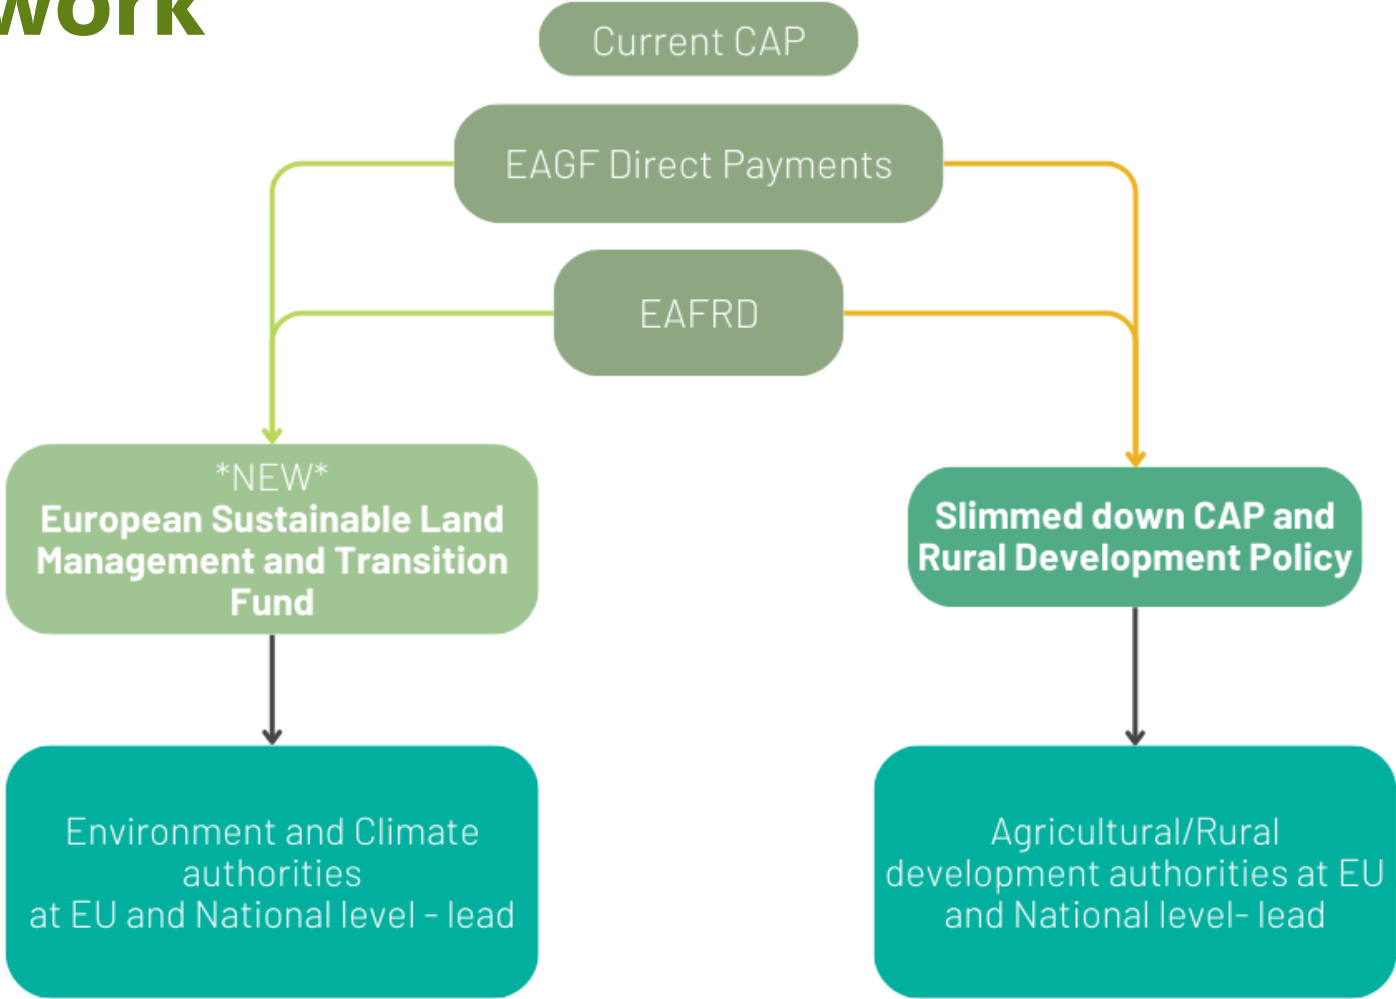 work
Current CAP
EAGF Direct Payments
EAFRD
*NEW*
European Sustainable Land
Management and Transition
Fund
Slimmed down CAP and
Rural Development Policy
Environment and Climate
authorities
at EU and National level - lead
Agricultural/Rural
development authorities at EU
and National level- lead